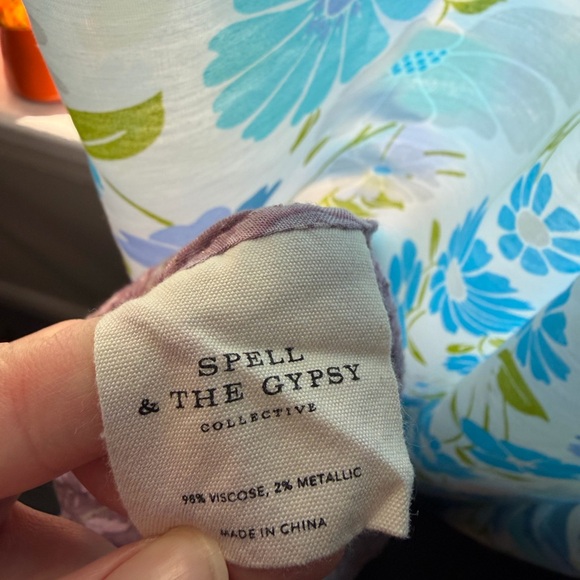 SPELL
& THE GYPSY
COLLECTIVE
98% VISCOSE, 2% METALLIC
MADE IN CHINA